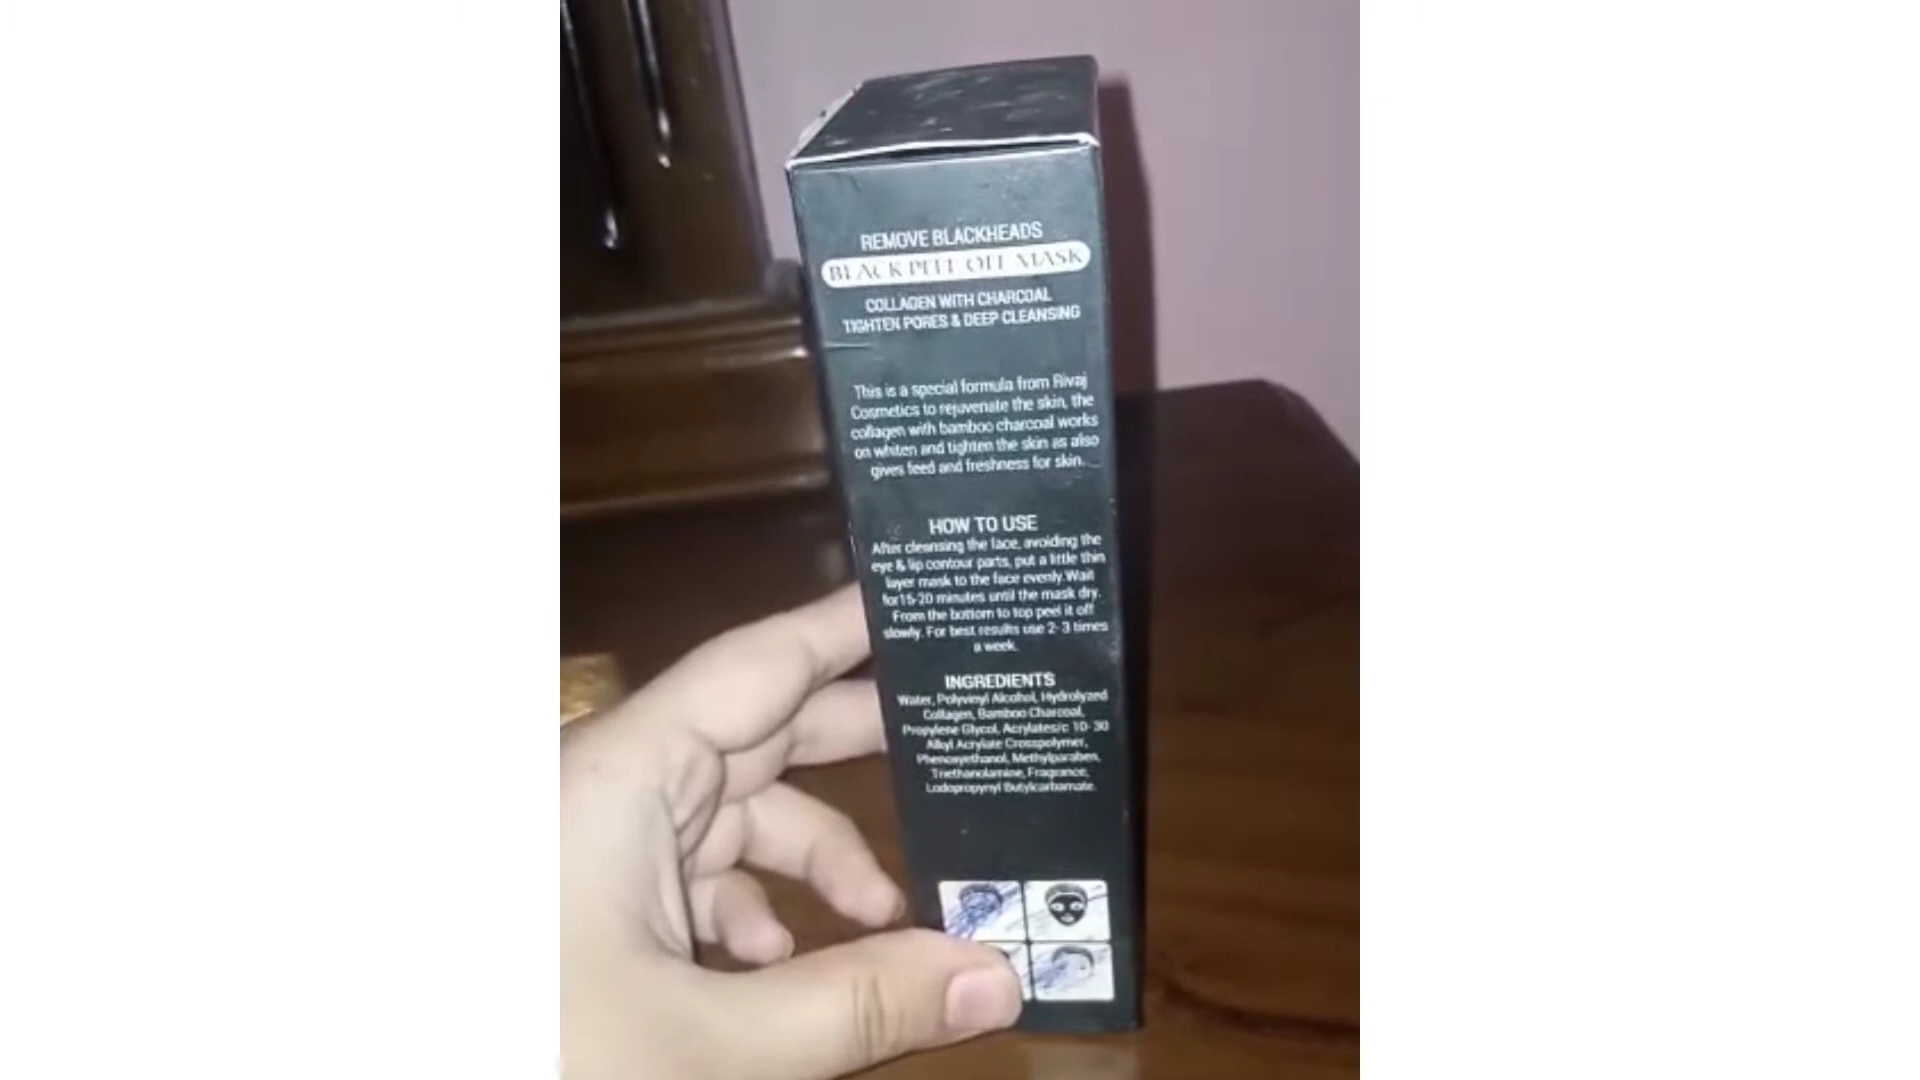 REMOVE BLACKHEADS
BLACK PEEL OFF MASK
COLLAGEN WITH CHARCOAL
TIGHTEN PORES & DEEP CLEANSING
This is a special formula from Rivaj
Cosmetics to rejuvenate the skin, the
collagen with bamboo charcoal works
on whiten and tighten the skin as also
gives feed and freshness for skin.
HOW TO USE
After cleansing the face, avoiding the
eye & lip contour parts, put a little thin
layer mask to the face evenly.Wait
for15-20 minutes until the mask dry.
From the bottom to top peel it off
slowly. For best results use 2- 3 times
a week.
INGREDIENTS
Water, Polyvinyl Alcohol, Hydrolyzed
Collagen, Bamboo Charcoal,
Propylene Glycol, Acrylates/c 10- 30
Alkyl Acrylate Crosspolymer,
Phenoxyethanol, Methylparaben,
Triethanolamine, Fragrance,
Lodopropynyl Butylcarbamate.